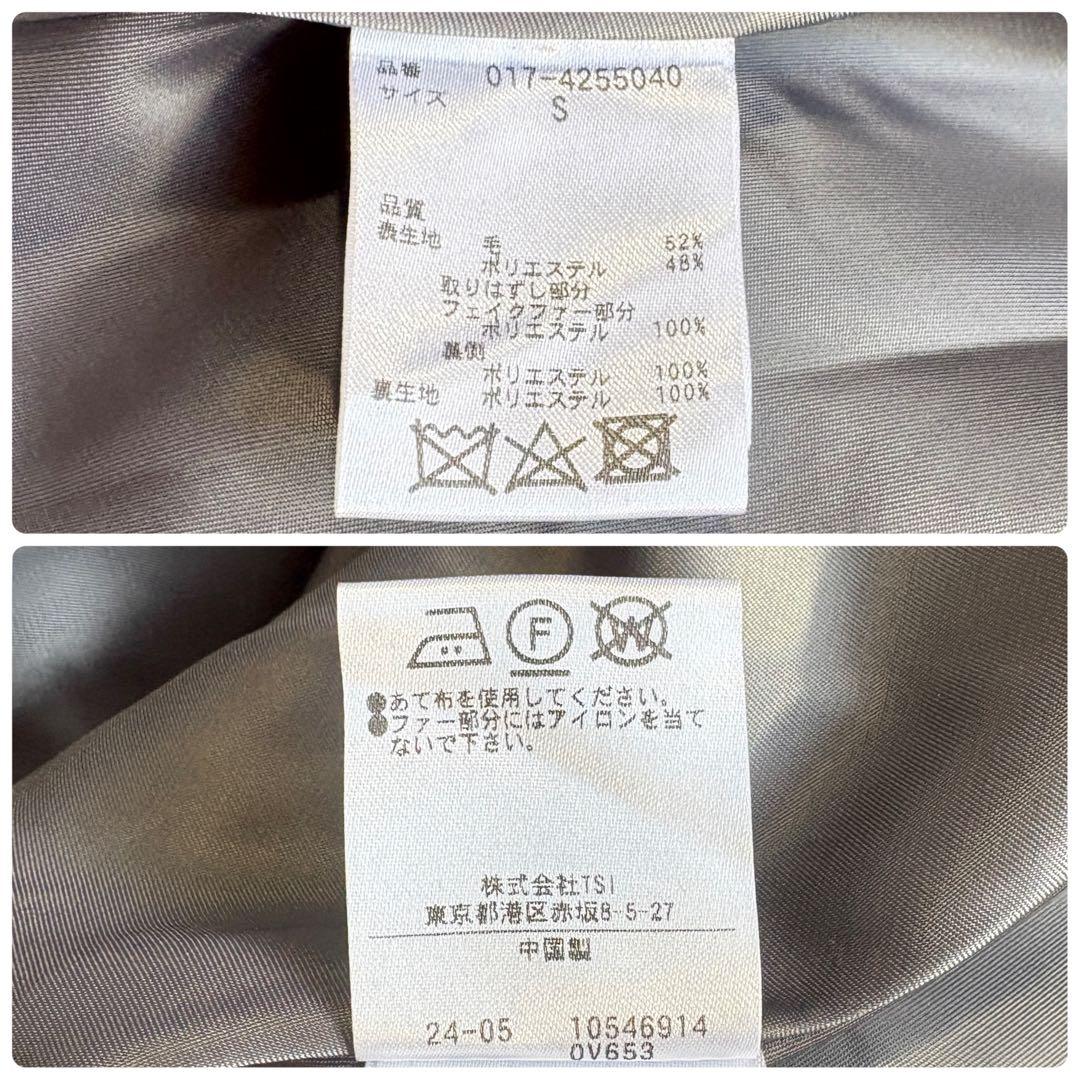 品番 017-4255040
サイズ S
品質
表生地 毛 52%
ポリエステル 48%
取りはずし部分
フェイクファー部分
ポリエステル 100%
裏側
ポリエステル 100%
裏生地 ポリエステル 100%
F W
●あて布を使用してください。
●ファー部分にはアイロンを当て
ないで下さい。
株式会社TSI
東京都港区赤坂8-5-27
中国製
24-05 10546914
0V653